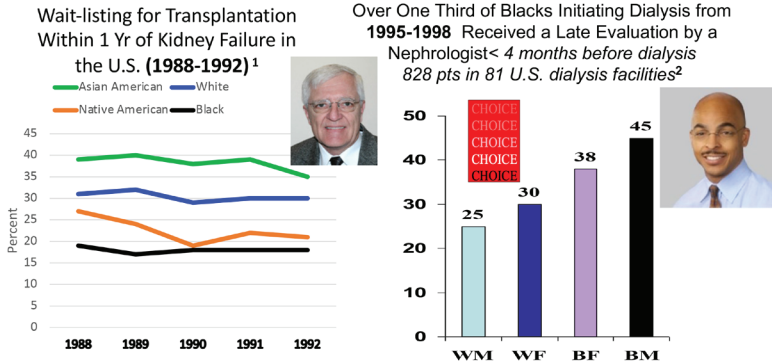 Wait-listing for Transplantation
Within 1 Yr of Kidney Failure in
the U.S. (1988-1992) 1
Asian American
White
Native American
Black
45
40
35
30
25
20
15
10
5
0
Percent
1988
1989
1990
1991
1992
Over One Third of Blacks Initiating Dialysis from
1995-1998 Received a Late Evaluation by a
Nephrologist< 4 months before dialysis
828 pts in 81 U.S. dialysis facilities2
CHOICE
CHOICE
CHOICE
CHOICE
CHOICE
50
40
30
20
10
0
25
30
38
45
WM
WF
BF
BM